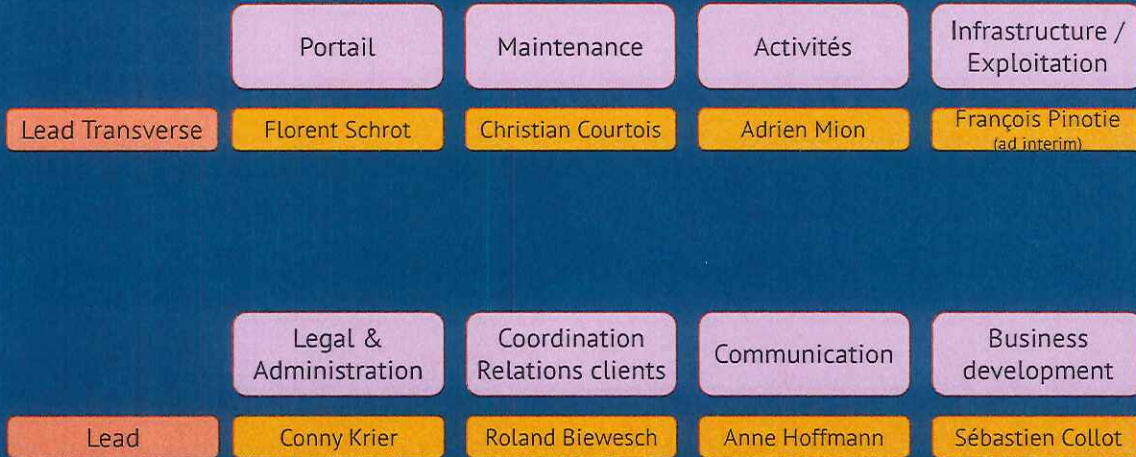 Portail
Maintenance
Activités
Infrastructure /
Exploitation
Lead Transverse
Florent Schrot
Christian Courtois
Adrien Mion
François Pinotie
(ad interim)
Legal &
Administration
Coordination
Relations clients
Communication
Business
development
Lead
Conny Krier
Roland Biewesch
Anne Hoffmann
Sébastien Collot